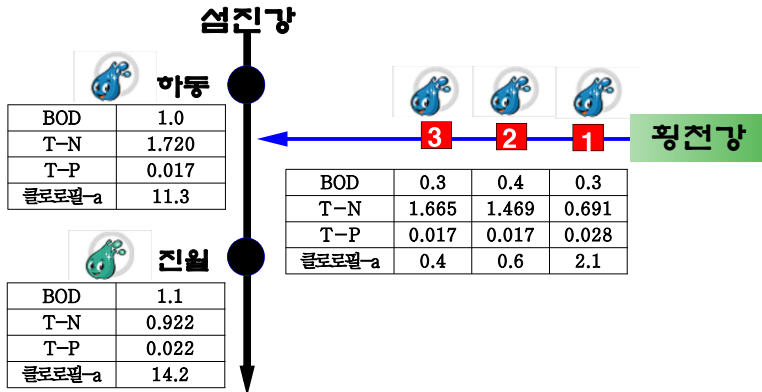 섬진강
하동
BOD 1.0
T-N 1.720
T-P 0.017
클로로필-a 11.3
3 2 1
횡천강
BOD 0.3 0.4 0.3
T-N 1.665 1.469 0.691
T-P 0.017 0.017 0.028
클로로필-a 0.4 0.6 2.1
진월
BOD 1.1
T-N 0.922
T-P 0.022
클로로필-a 14.2